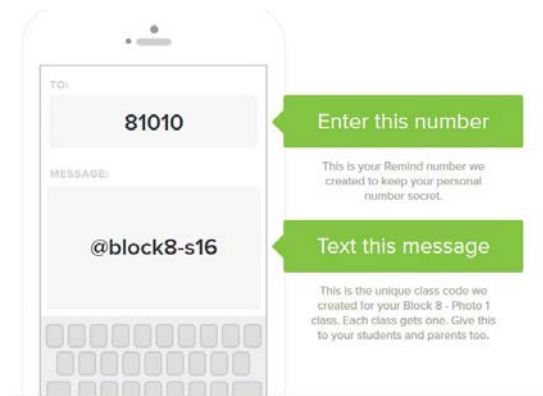 TO:
81010
Enter this number
This is your Remind number we
created to keep your personal
number secret.
MESSAGE:
@block8-s16
Text this message
This is the unique class code we
created for your Block 8 - Photo 1
class. Each class gets one. Give this
to your students and parents too.